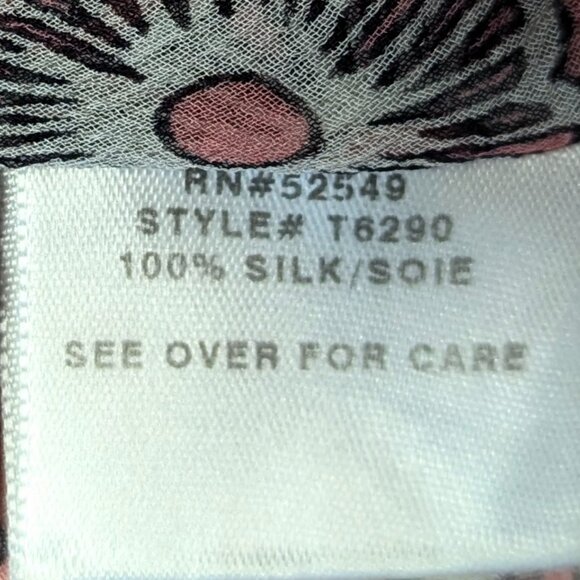 RN#52549
STYLE# T6290
100% SILK/SOIE
SEE OVER FOR CARE